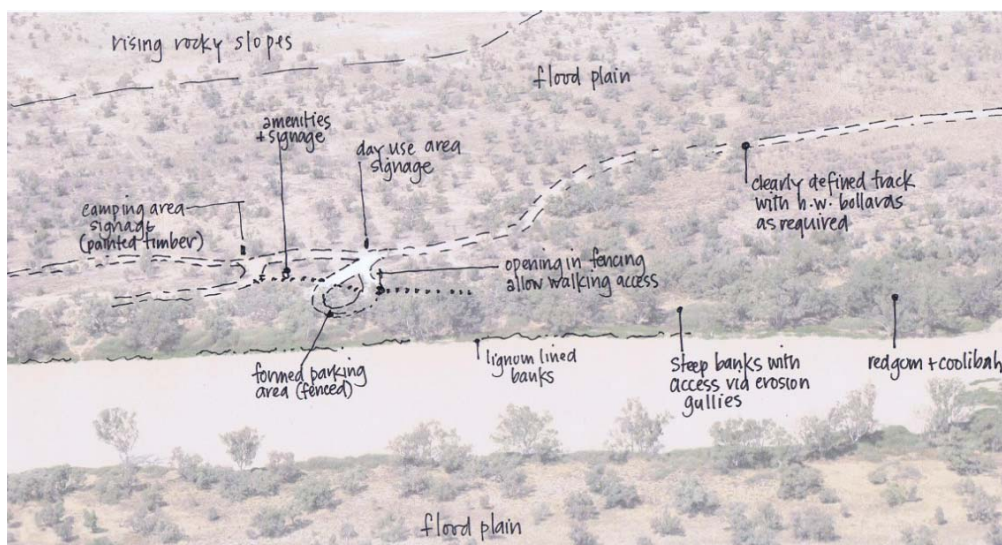 rising rocky slopes
flood plain
amenities
+ signage
day use area
signage
camping area
signage
(painted timber)
clearly defined track
with h.w. bollards
as required
opening in fencing
allow walking access
formed parking
area (fenced)
lignum lined
banks
steep banks with
access via erosion
gullies
redgum + coolibah
flood plain